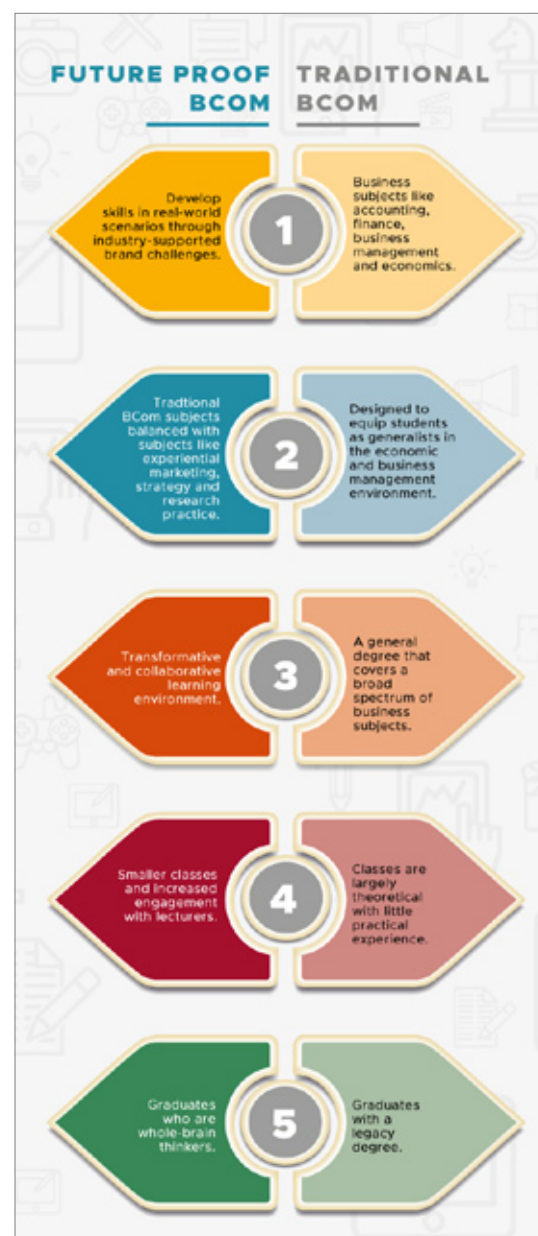 FUTURE PROOF
BCOM
TRADITIONAL
BCOM
Develop
skills in real-world
scenarios through
industry-supported
brand challenges.
1
Business
subjects like
accounting,
finance,
business
management
and economics.
Tradtional
BCom subjects
balanced with
subjects like
experiential
marketing,
strategy and
research
practice.
2
Designed to
equip students
as generalists in
the economic
and business
management
environment.
Transformative
and collaborative
learning
environment.
3
A general
degree that
covers a
broad
spectrum of
business
subjects.
Smaller classes
and increased
engagement
with lecturers.
4
Classes are
largely
theoretical
with little
practical
experience.
Graduates
who are
whole-brain
thinkers.
5
Graduates
with a
legacy
degree.